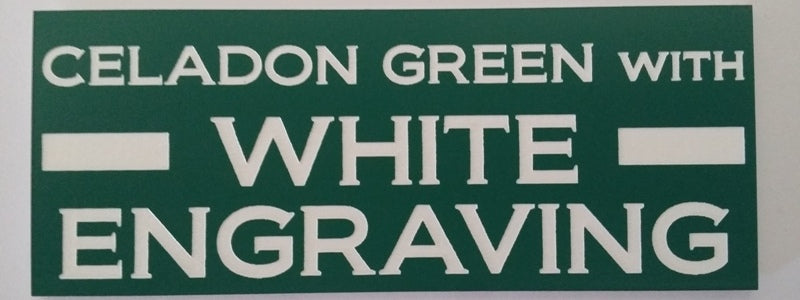 CELADON GREEN WITH
WHITE
ENGRAVING